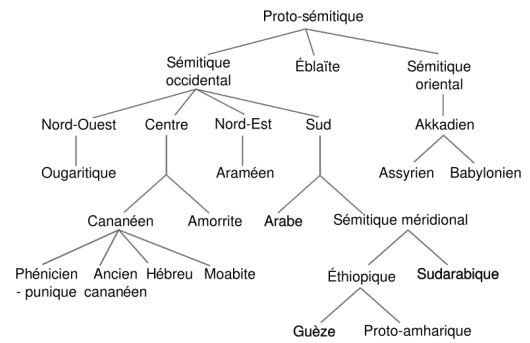 Proto-sémitique
Sémitique
occidental
Éblaïte
Sémitique
oriental
Nord-Ouest
Centre
Nord-Est
Sud
Akkadien
Ougaritique
Araméen
Assyrien
Babylonien
Cananéen
Amorrite
Arabe
Sémitique méridional
Phénicien
- punique
Ancien
cananéen
Hébreu
Moabite
Éthiopique
Sudarabique
Guèze
Proto-amharique